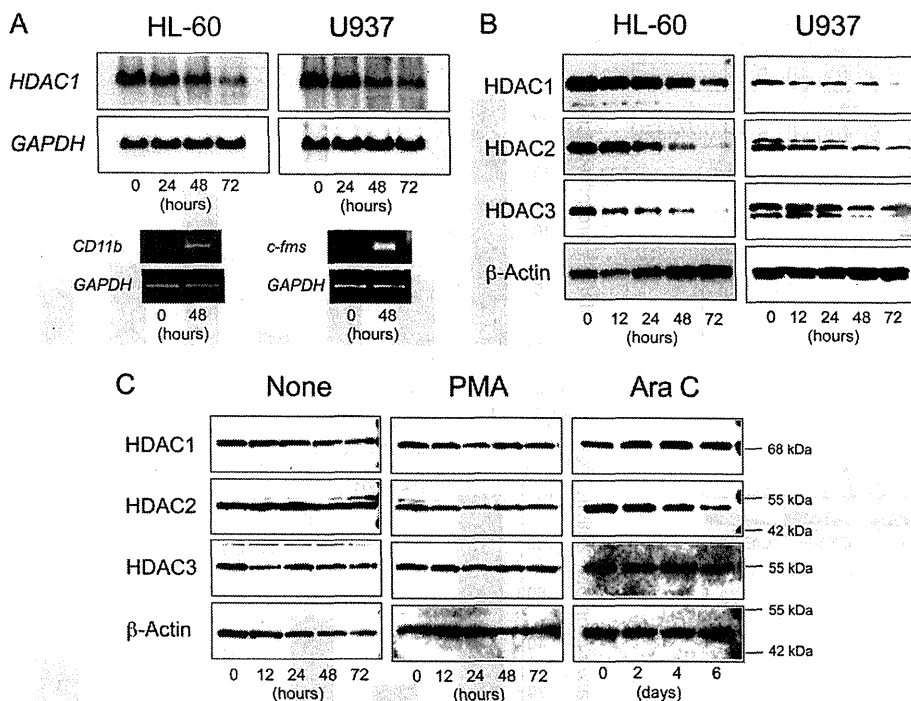 A
HL-60 U937
HDAC1
GAPDH
0 24 48 72 0 24 48 72
(hours) (hours)
CD11b c-fms
GAPDH GAPDH
0 48 0 48
(hours) (hours)
B
HL-60 U937
HDAC1
HDAC2
HDAC3
β-Actin
0 12 24 48 72 0 12 24 48 72
(hours) (hours)
C
None PMA Ara C
HDAC1 68 kDa
HDAC2 55 kDa
42 kDa
HDAC3 55 kDa
β-Actin 55 kDa
42 kDa
0 12 24 48 72 0 12 24 48 72 0 2 4 6
(hours) (hours) (days)